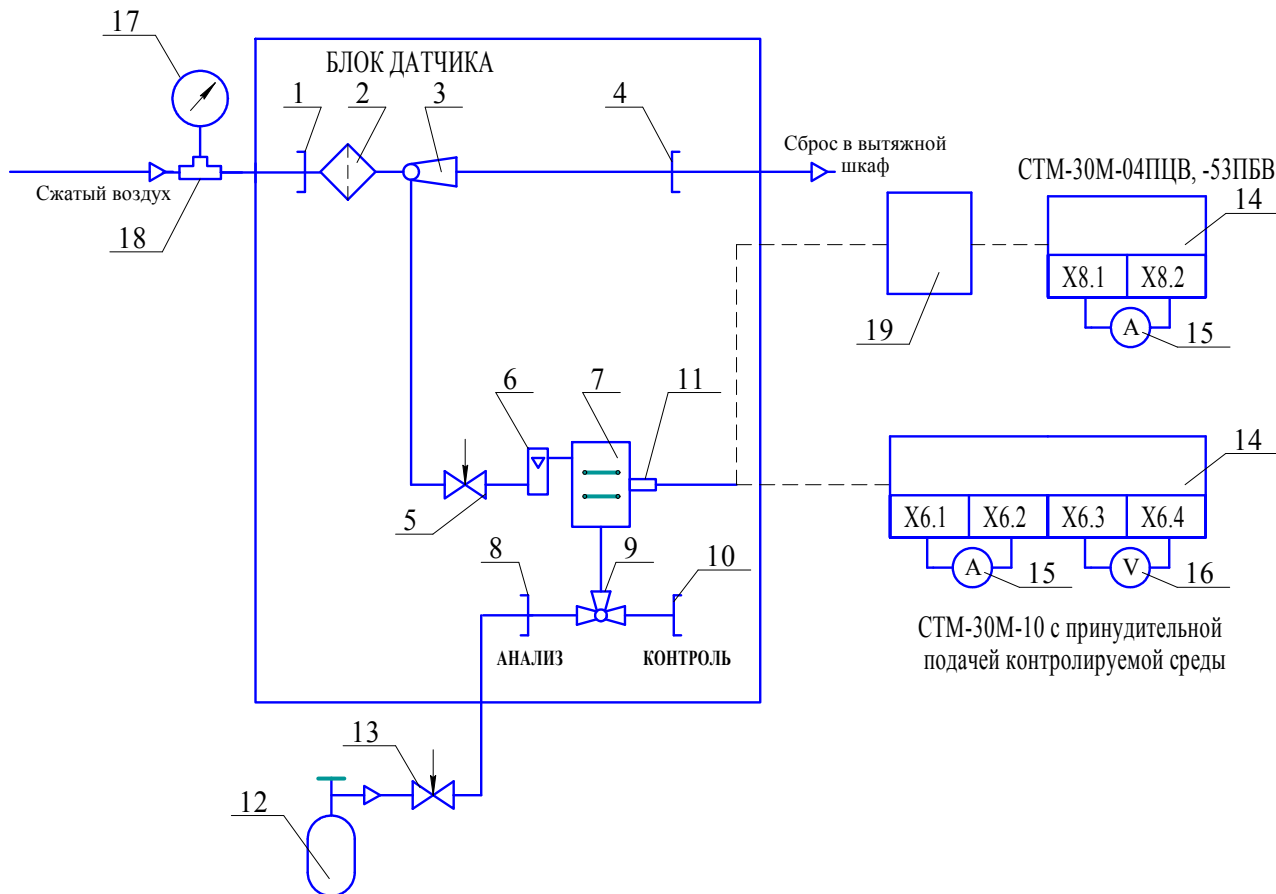 17
БЛОК ДАТЧИКА
1
2
3
4
Сжатый воздух
18
Сброс в вытяжной
шкаф
СТМ-30М-04ПЦВ, -53ПБВ
14
X8.1
X8.2
А
15
19
6
7
11
5
14
X6.1
X6.2
X6.3
X6.4
А
15
V
16
8
9
10
АНАЛИЗ
КОНТРОЛЬ
СТМ-30М-10 с принудительной
подачей контролируемой среды
13
12